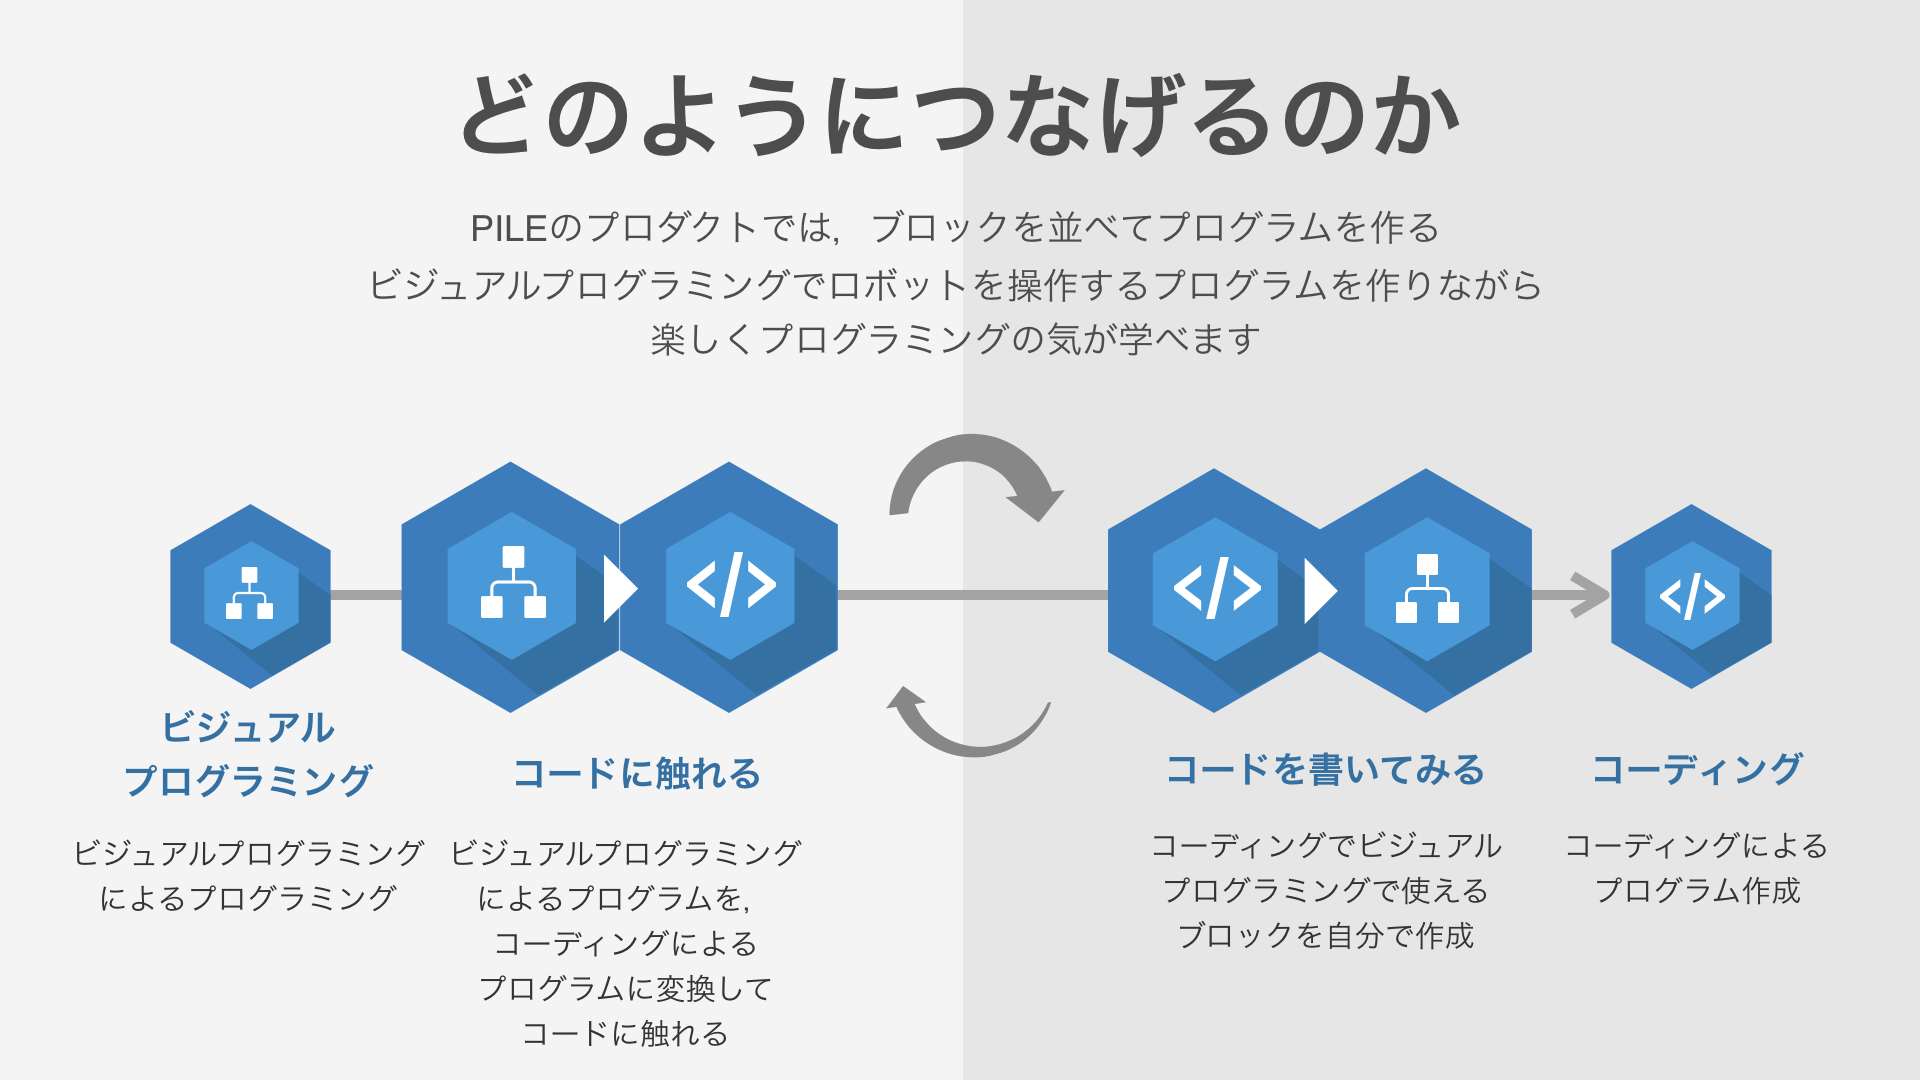 どのようにつなげるのか
PILEのプロダクトでは,　ブロックを並べてプログラムを作る
ビジュアルプログラミングでロボットを操作するプログラムを作りながら
楽しくプログラミングの気が学べます
</>
</>
</>
ビジュアル
プログラミング
ビジュアルプログラミング
によるプログラミング
コードに触れる
ビジュアルプログラミング
によるプログラムを,
コーディングによる
プログラムに変換して
コードに触れる
コードを書いてみる
コーディングでビジュアル
プログラミングで使える
ブロックを自分で作成
コーディング
コーディングによる
プログラム作成